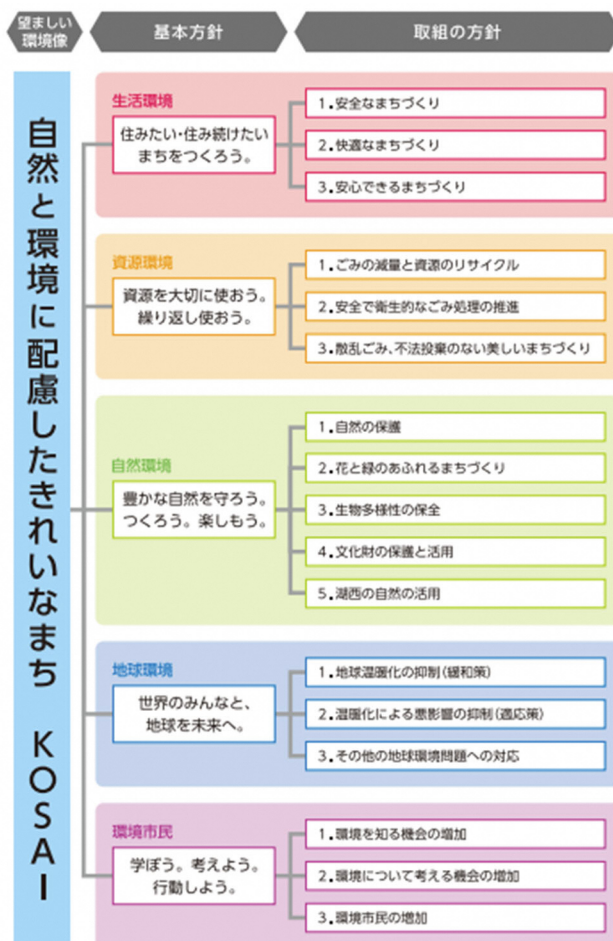 望ましい
環境像
基本方針
取組の方針
自然と環境に配慮したきれいなまち KOSAI
生活環境
住みたい・住み続けたい
まちをつくろう。
1.安全なまちづくり
2.快適なまちづくり
3.安心できるまちづくり
資源環境
資源を大切に使おう。
繰り返し使おう。
1.ごみの減量と資源のリサイクル
2.安全で衛生的なごみ処理の推進
3.散乱ごみ、不法投棄のない美しいまちづくり
自然環境
豊かな自然を守ろう。
つくろう。楽しもう。
1.自然の保護
2.花と緑のあふれるまちづくり
3.生物多様性の保全
4.文化財の保護と活用
5.湖西の自然の活用
地球環境
世界のみんなと、
地球を未来へ。
1.地球温暖化の抑制(緩和策)
2.温暖化による悪影響の抑制(適応策)
3.その他の地球環境問題への対応
環境市民
学ぼう。考えよう。
行動しよう。
1.環境を知る機会の増加
2.環境について考える機会の増加
3.環境市民の増加